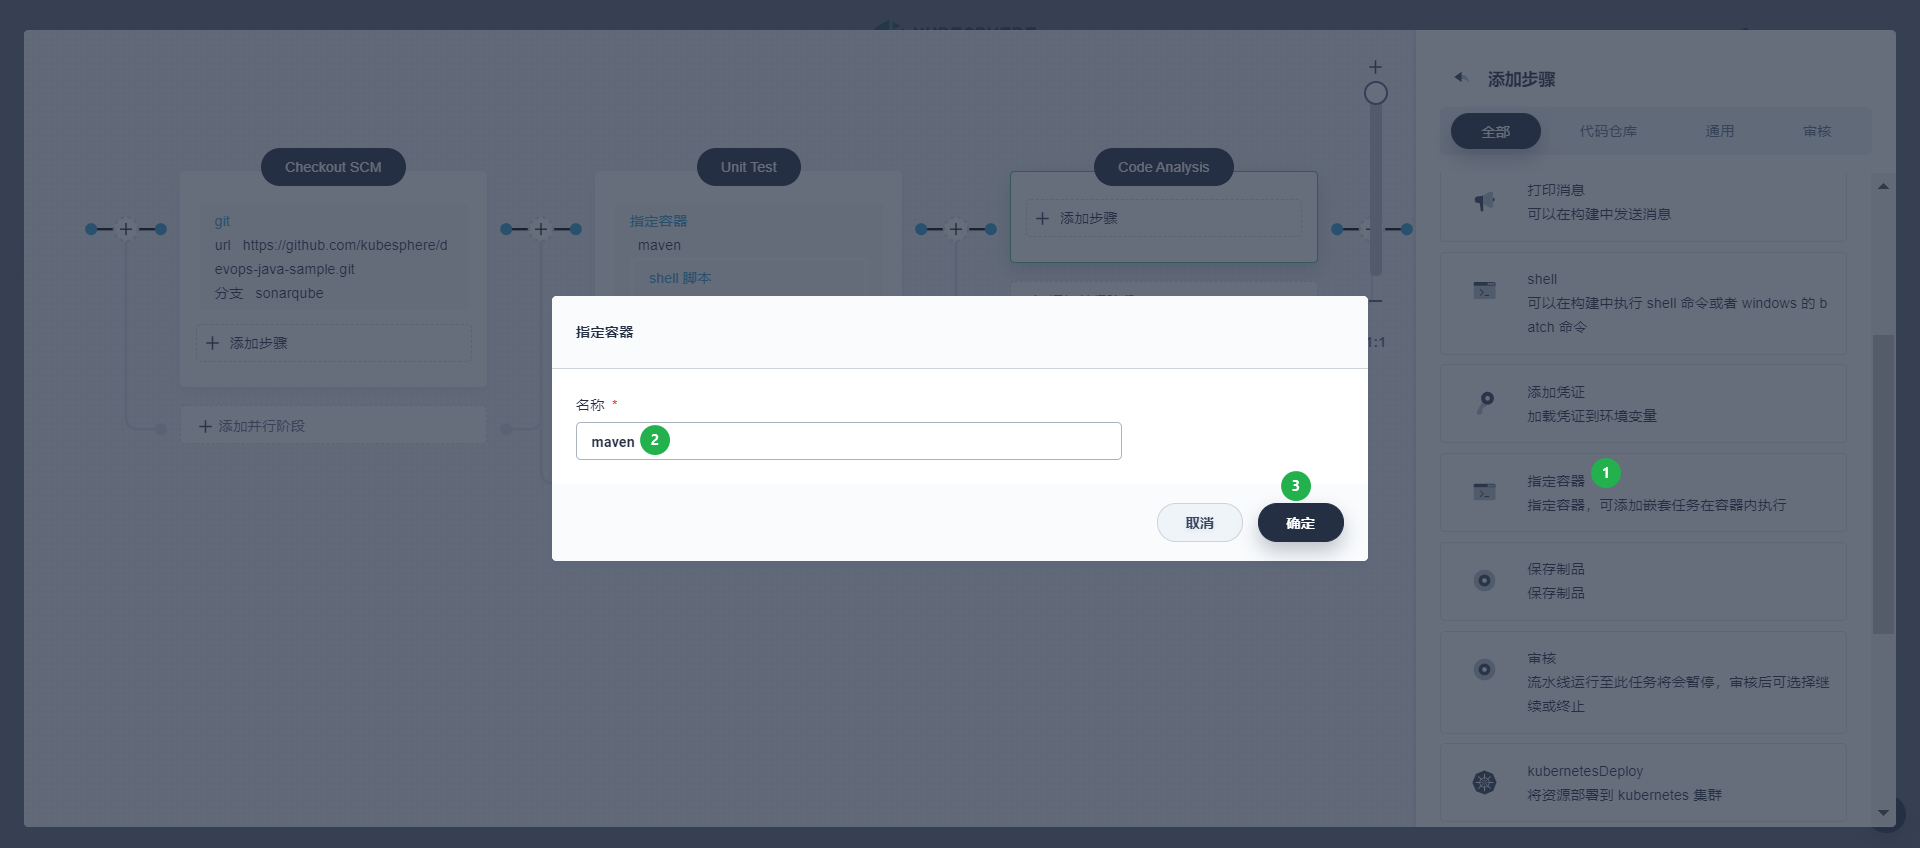 Checkout SCM
git
url https://github.com/kubesphere/d
evops-java-sample.git
分支 sonarqube
添加步骤
添加并行阶段
Unit Test
指定容器
maven
shell 脚本
Code Analysis
添加步骤
1:1
指定容器
名称 *
maven 2
3
取消
确定
添加步骤
全部 代码仓库 通用 审核
打印消息
可以在构建中发送消息
shell
可以在构建中执行 shell 命令或者 windows 的 b
atch 命令
添加凭证
加载凭证到环境变量
指定容器 1
指定容器，可添加嵌套任务在容器内执行
保存制品
保存制品
审核
流水线运行至此任务将会暂停，审核后可选择继
续或终止
kubernetesDeploy
将资源部署到 kubernetes 集群